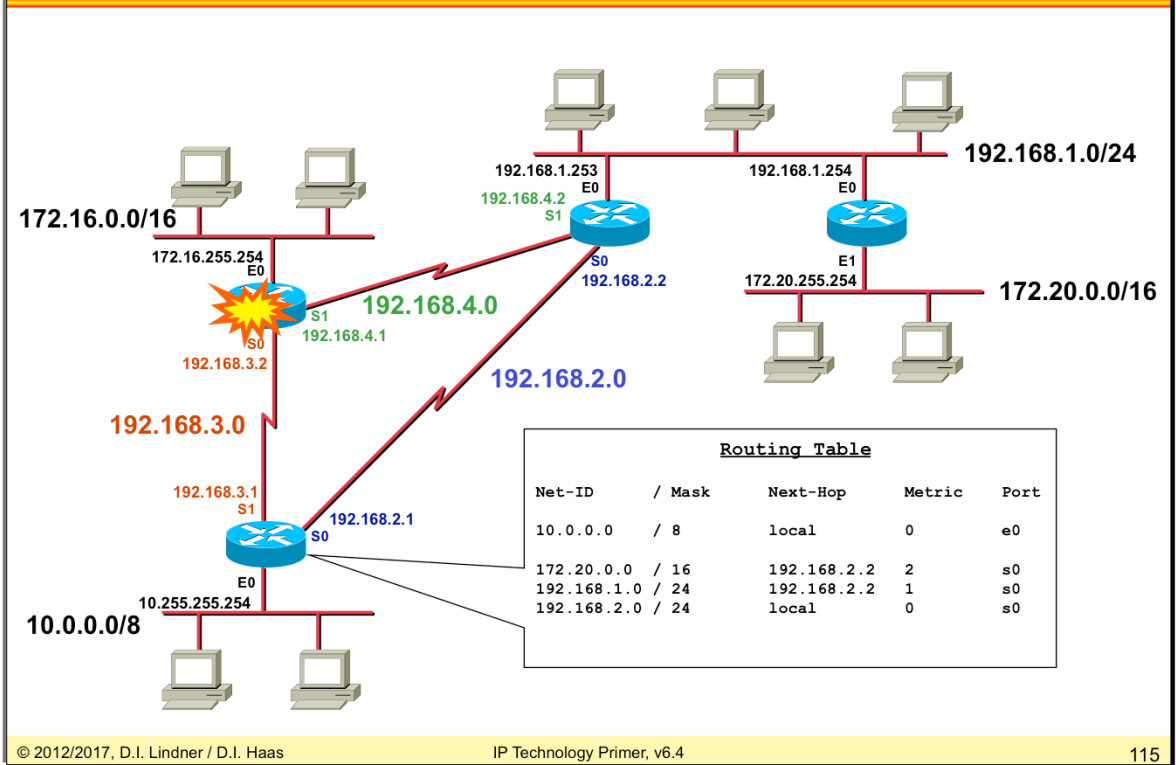 192.168.1.0/24
192.168.1.253
E0
192.168.1.254
E0
192.168.4.2
S1
172.16.0.0/16
172.16.255.254
E0
S0
192.168.2.2
E1
172.20.255.254
172.20.0.0/16
192.168.4.0
S1
192.168.4.1
S0
192.168.3.2
192.168.2.0
192.168.3.0
192.168.3.1
S1
192.168.2.1
S0
E0
10.255.255.254
10.0.0.0/8
Routing Table
Net-ID / Mask Next-Hop Metric Port
10.0.0.0 / 8 local 0 e0
172.20.0.0 / 16 192.168.2.2 2 s0
192.168.1.0 / 24 192.168.2.2 1 s0
192.168.2.0 / 24 local 0 s0
© 2012/2017, D.I. Lindner / D.I. Haas IP Technology Primer, v6.4 115